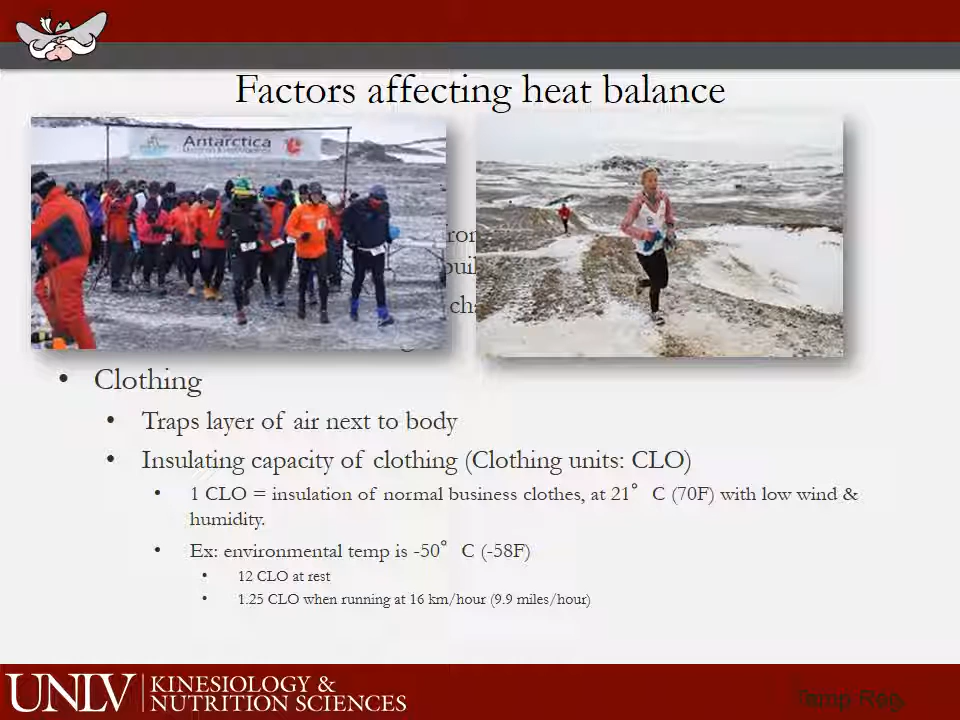 Factors affecting heat balance
Antarctica
• Clothing
• Traps layer of air next to body
• Insulating capacity of clothing (Clothing units: CLO)
• 1 CLO = insulation of normal business clothes, at 21° C (70F) with low wind &
humidity.
• Ex: environmental temp is -50° C (-58F)
• 12 CLO at rest
• 1.25 CLO when running at 16 km/hour (9.9 miles/hour)
UNLV KINESIOLOGY &
NUTRITION SCIENCES
Temp Reg.